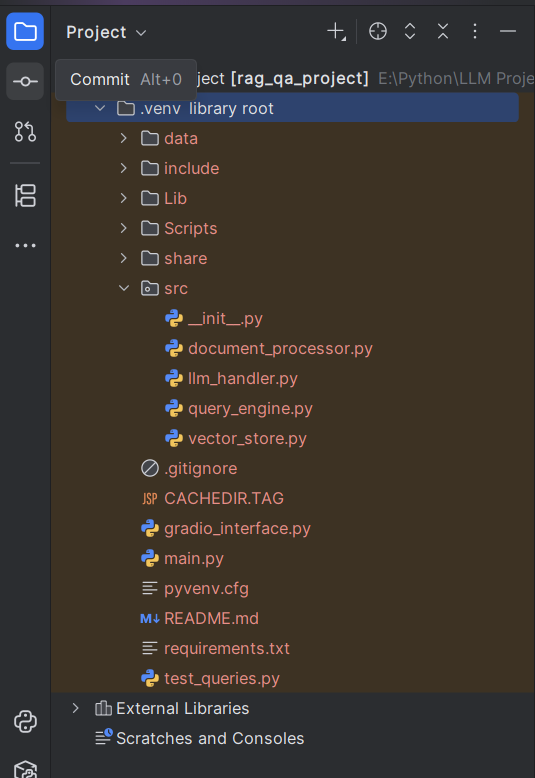 Project
Commit Alt+0
ject [rag_qa_project] E:\Python\LLM Proje
.venv library root
data
include
Lib
Scripts
share
src
__init__.py
document_processor.py
llm_handler.py
query_engine.py
vector_store.py
.gitignore
JSP CACHEDIR.TAG
gradio_interface.py
main.py
pyvenv.cfg
M↓ README.md
requirements.txt
test_queries.py
External Libraries
Scratches and Consoles